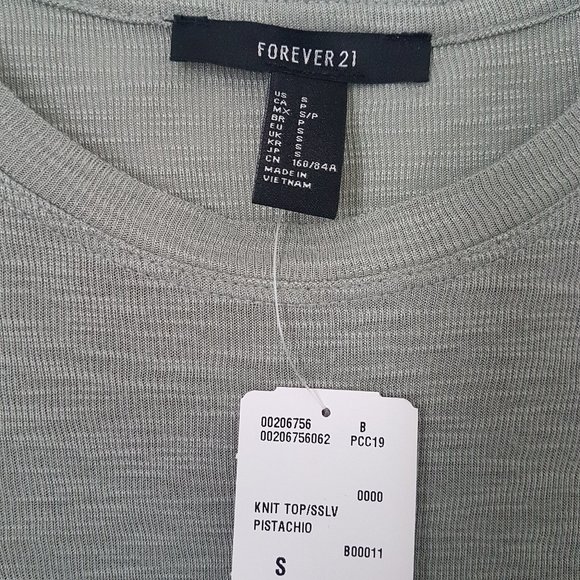 FOREVER 21
US S
CA P
MX S/P
BR P
EU S
UK S
KR S
JP S
CN 160/84A
MADE IN
VIETNAM
00206756 B
00206756062 PCC19
0000
KNIT TOP/SSLV
PISTACHIO
B00011
S